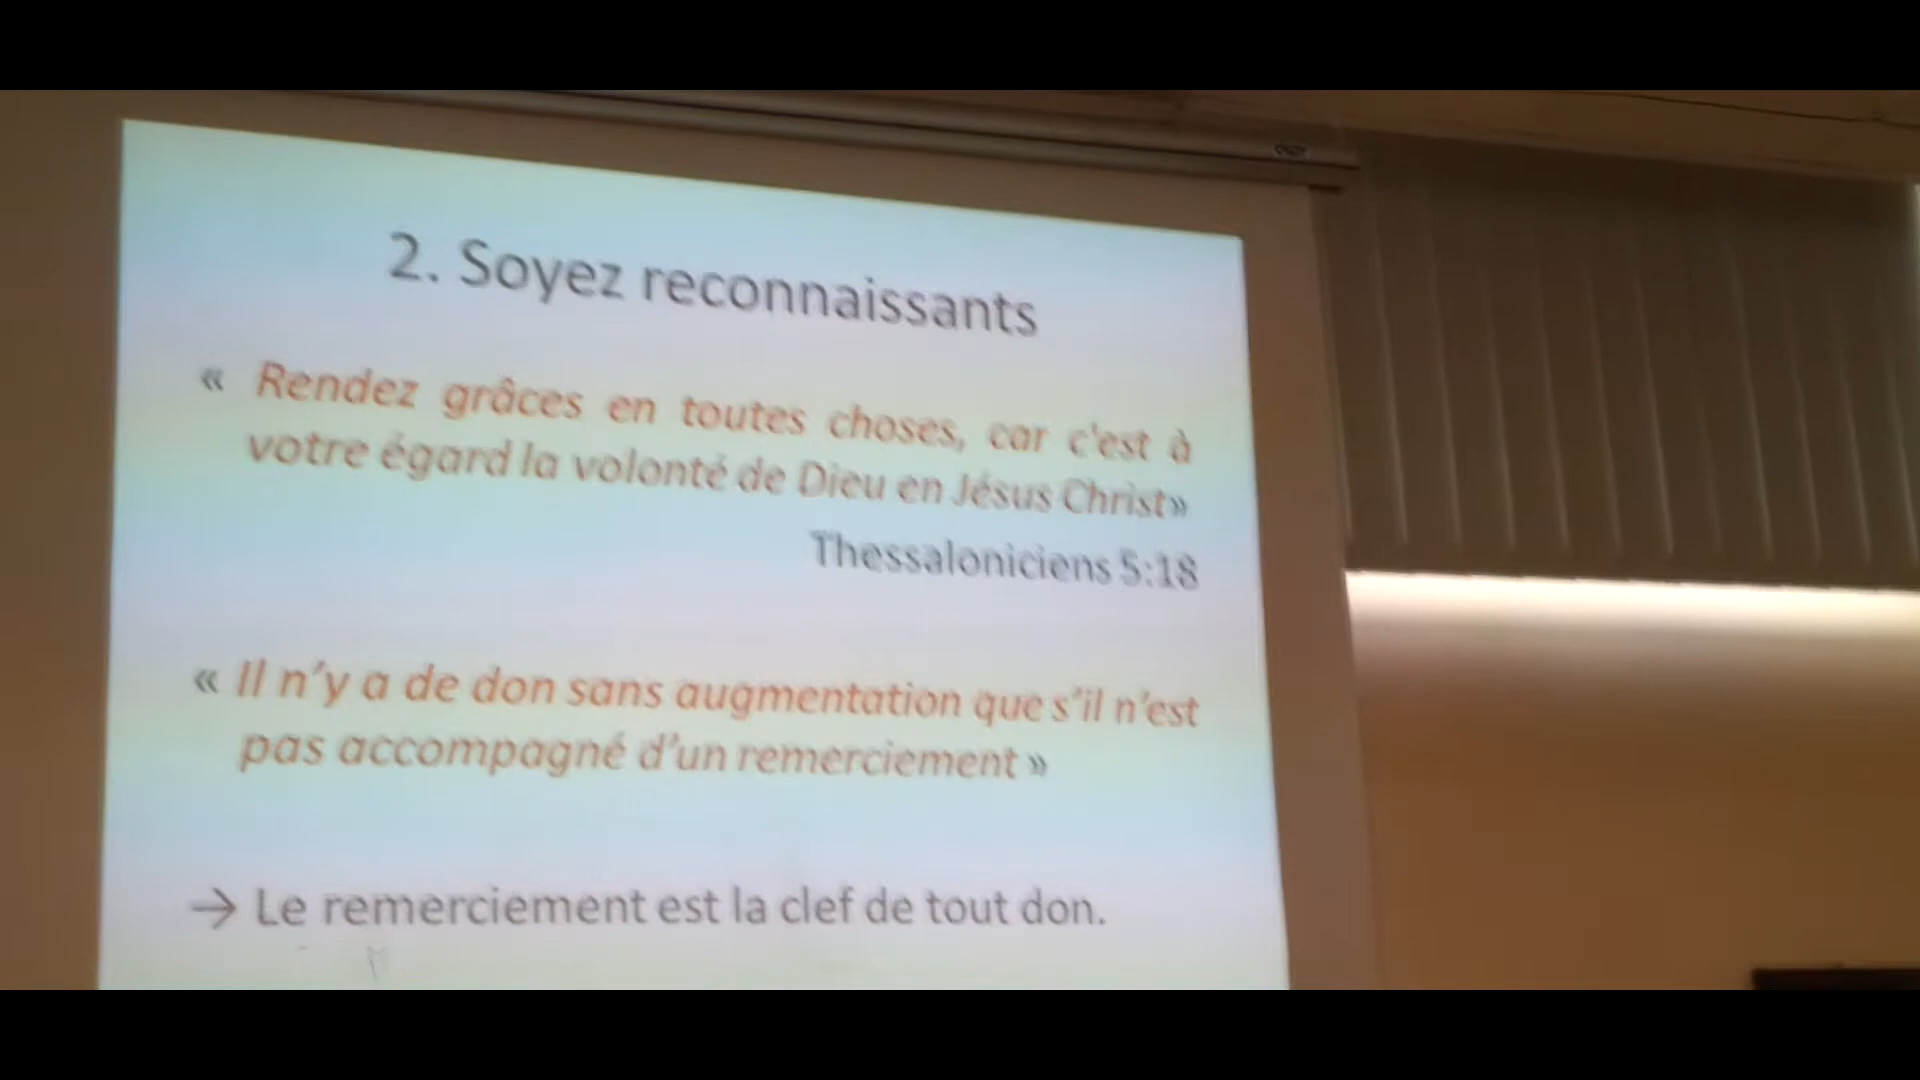 2. Soyez reconnaissants
« Rendez grâces en toutes choses, car c'est à
votre égard la volonté de Dieu en Jésus Christ»
Thessaloniciens 5:18
« Il n’y a de don sans augmentation que s’il n’est
pas accompagné d’un remerciement »
→ Le remerciement est la clef de tout don.